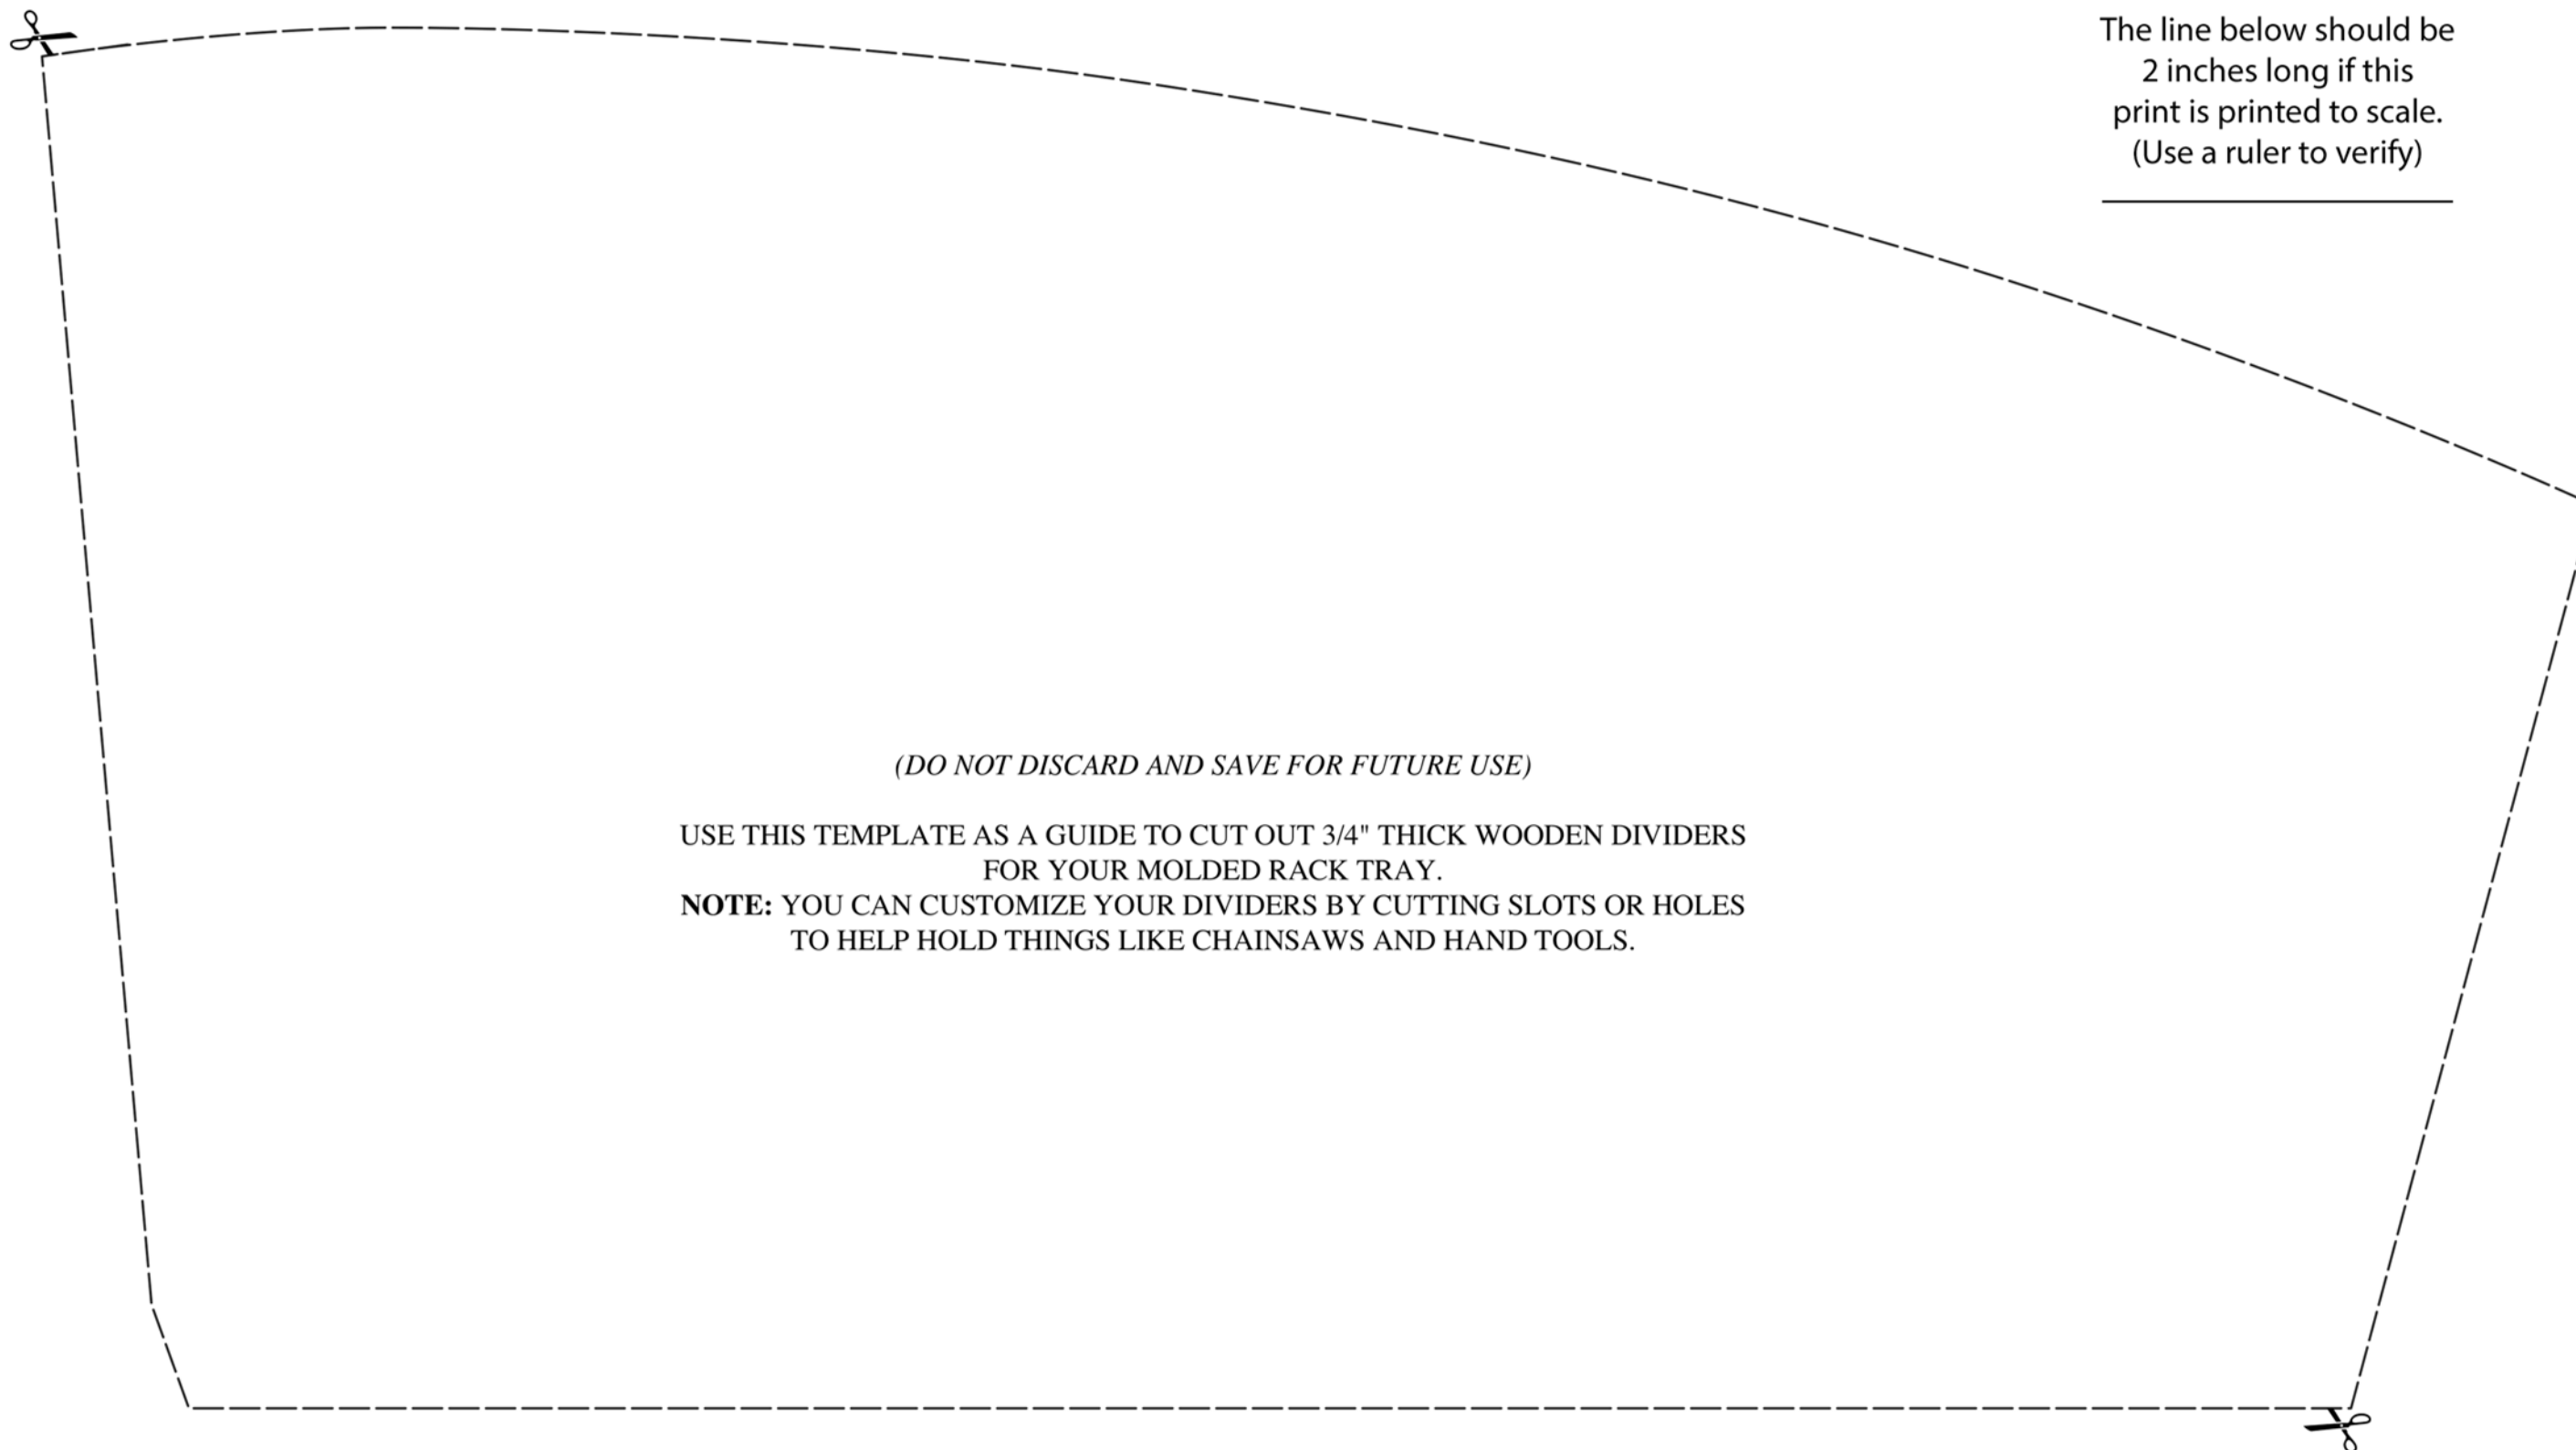 The line below should be
2 inches long if this
print is printed to scale.
(Use a ruler to verify)
(DO NOT DISCARD AND SAVE FOR FUTURE USE)
USE THIS TEMPLATE AS A GUIDE TO CUT OUT 3/4" THICK WOODEN DIVIDERS
FOR YOUR MOLDED RACK TRAY.
NOTE: YOU CAN CUSTOMIZE YOUR DIVIDERS BY CUTTING SLOTS OR HOLES
TO HELP HOLD THINGS LIKE CHAINSAWS AND HAND TOOLS.